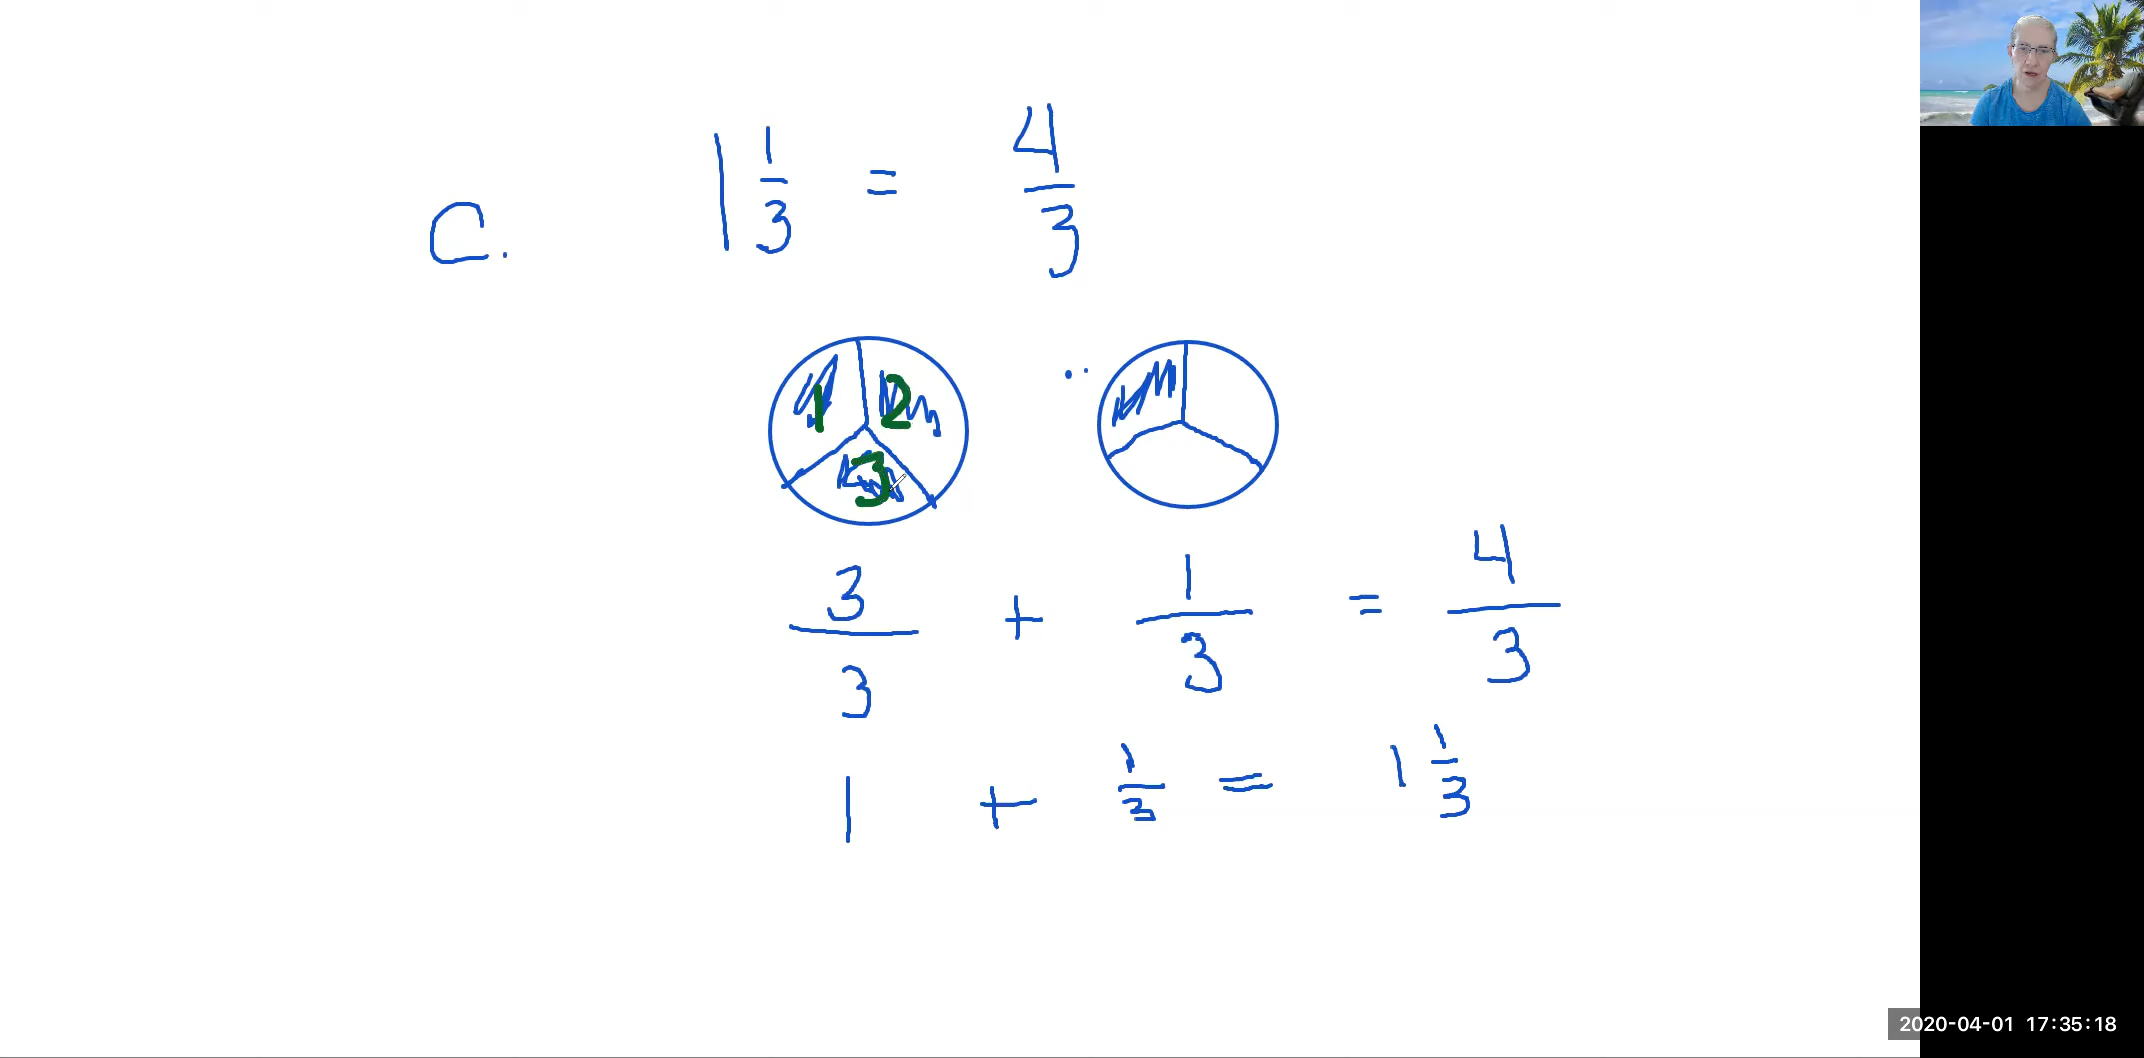 1 1/3 = 4/3
C.
1 2
3
3/3 + 1/3 = 4/3
1 + 1/3 = 1 1/3
2020-04-01 17:35:18